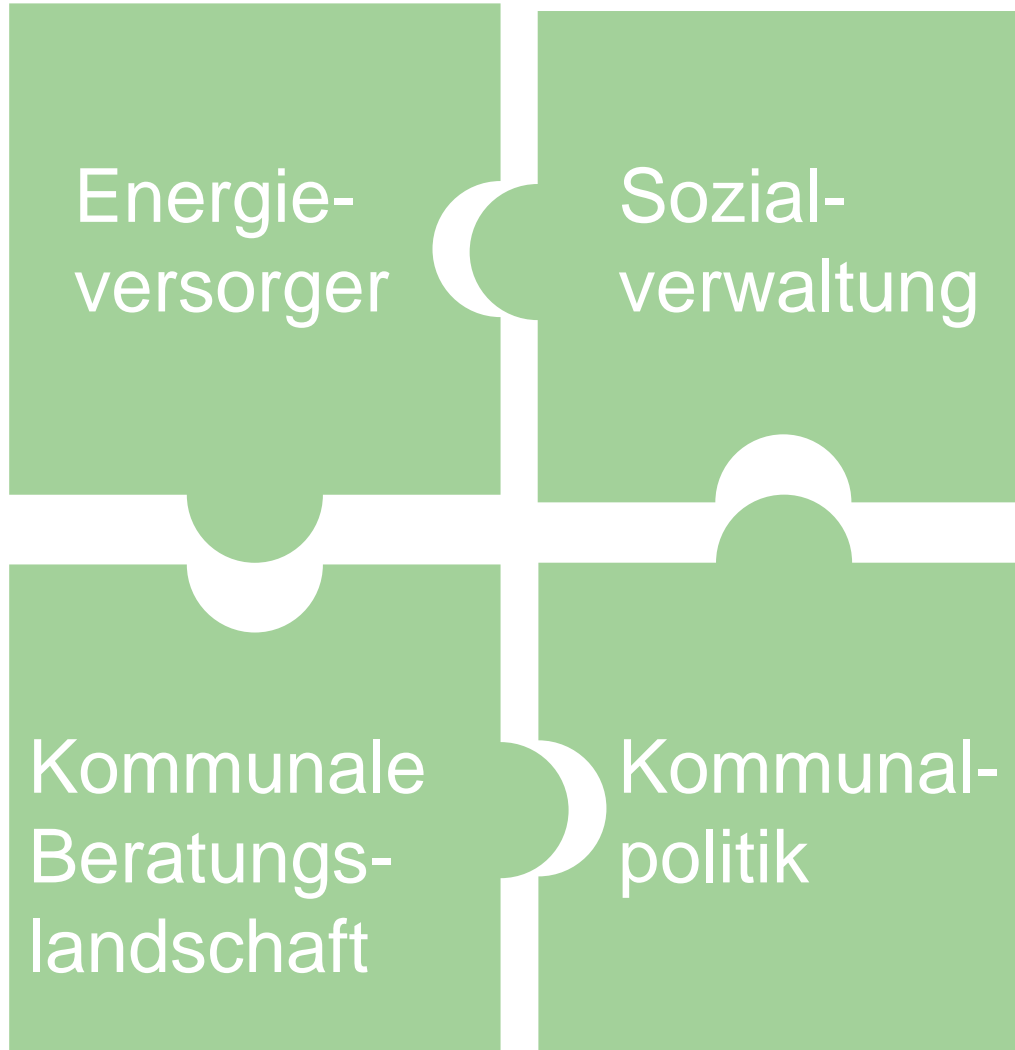 Energie-
versorger
Sozial-
verwaltung
Kommunale
Beratungs-
landschaft
Kommunal-
politik